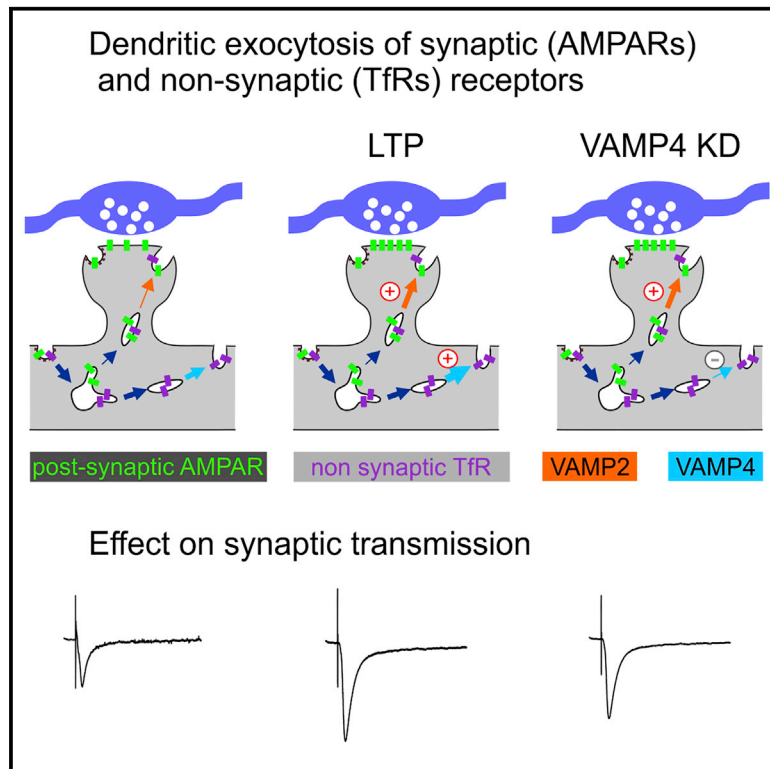 Dendritic exocytosis of synaptic (AMPARs)
and non-synaptic (TfRs) receptors
LTP
VAMP4 KD
+
+
+
-
post-synaptic AMPAR
non synaptic TfR
VAMP2
VAMP4
Effect on synaptic transmission